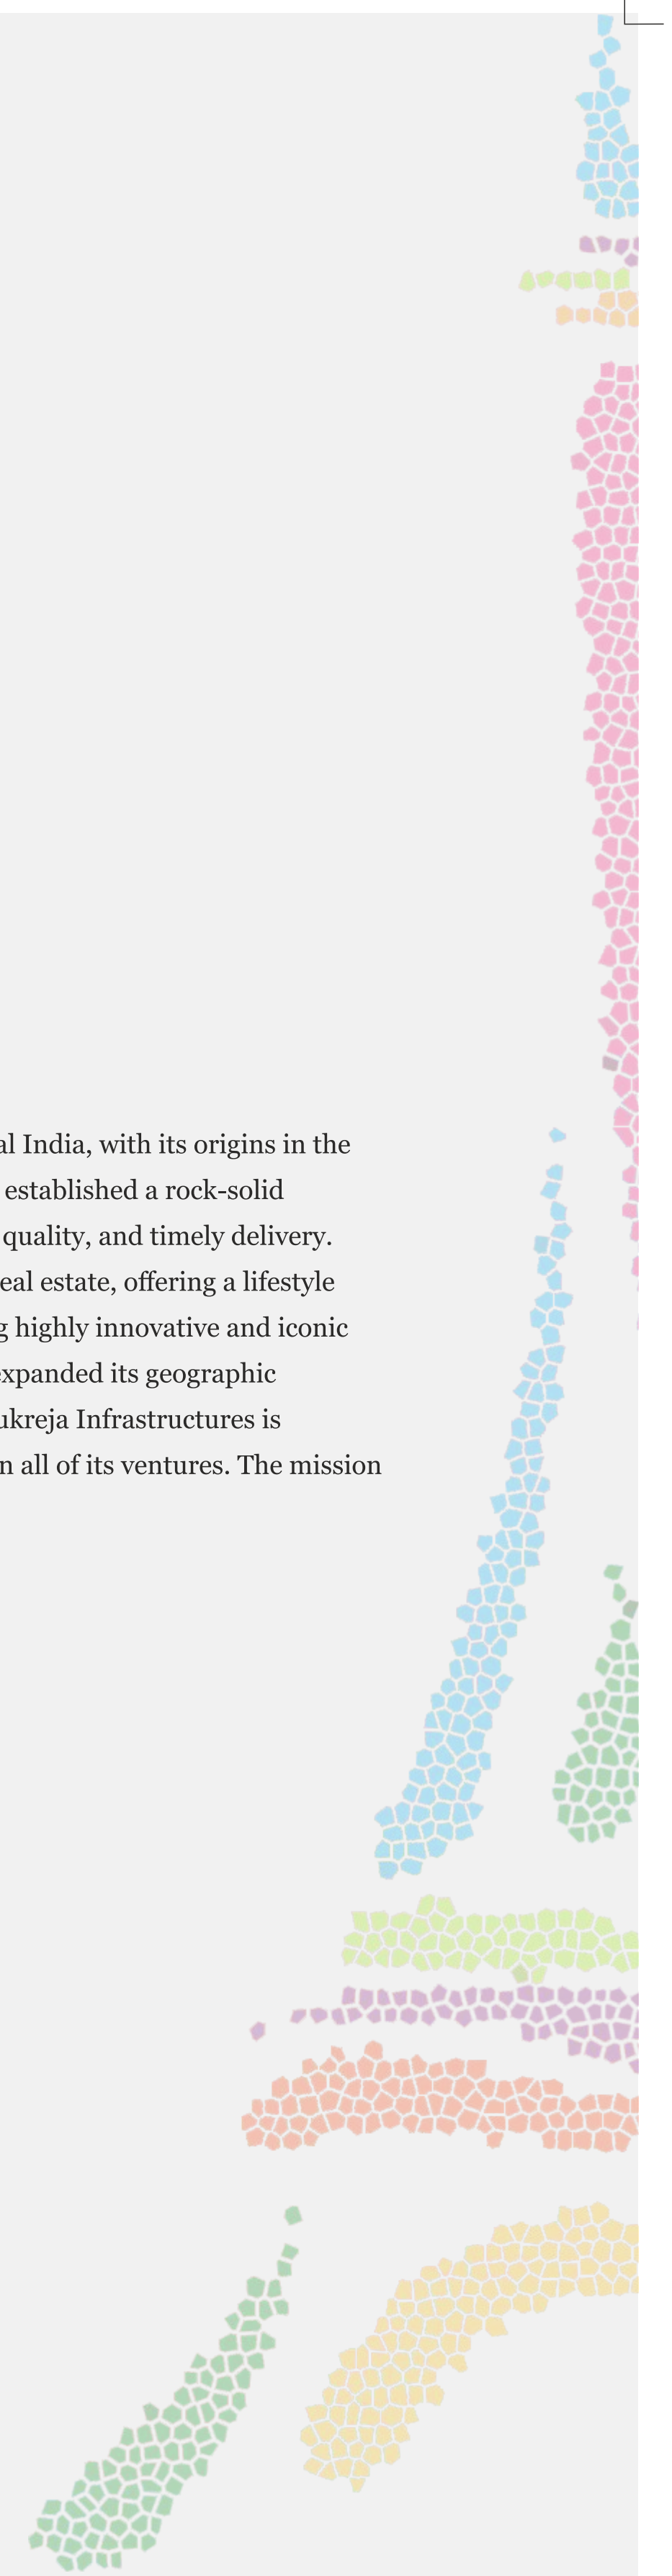 al India, with its origins in the
established a rock-solid
quality, and timely delivery.
eal estate, offering a lifestyle
g highly innovative and iconic
expanded its geographic
ukreja Infrastructures is
n all of its ventures. The mission